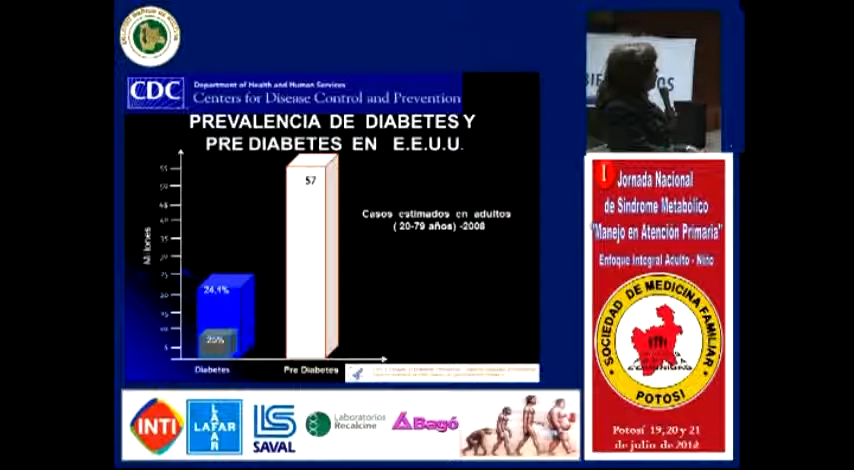 CDC
Department of Health and Human Services
Centers for Disease Control and Prevention
PREVALENCIA DE DIABETES Y
PRE DIABETES EN E.E.U.U.
57
Casos estimados en adultos
( 20-79 años) -2008
Millones
24,1%
25%
Diabetes
Pre Diabetes
I Jornada Nacional
de Sindrome Metabólico
"Manejo en Atención Primaria"
Enfoque Integral Adulto - Niño
SOCIEDAD DE MEDICINA FAMILIAR
POTOSI
Potosí 19, 20 y 21
de julio de 2012
INTI
LAFAR
LAFAR
SAVAL
Laboratorios
Recalcine
Bagó